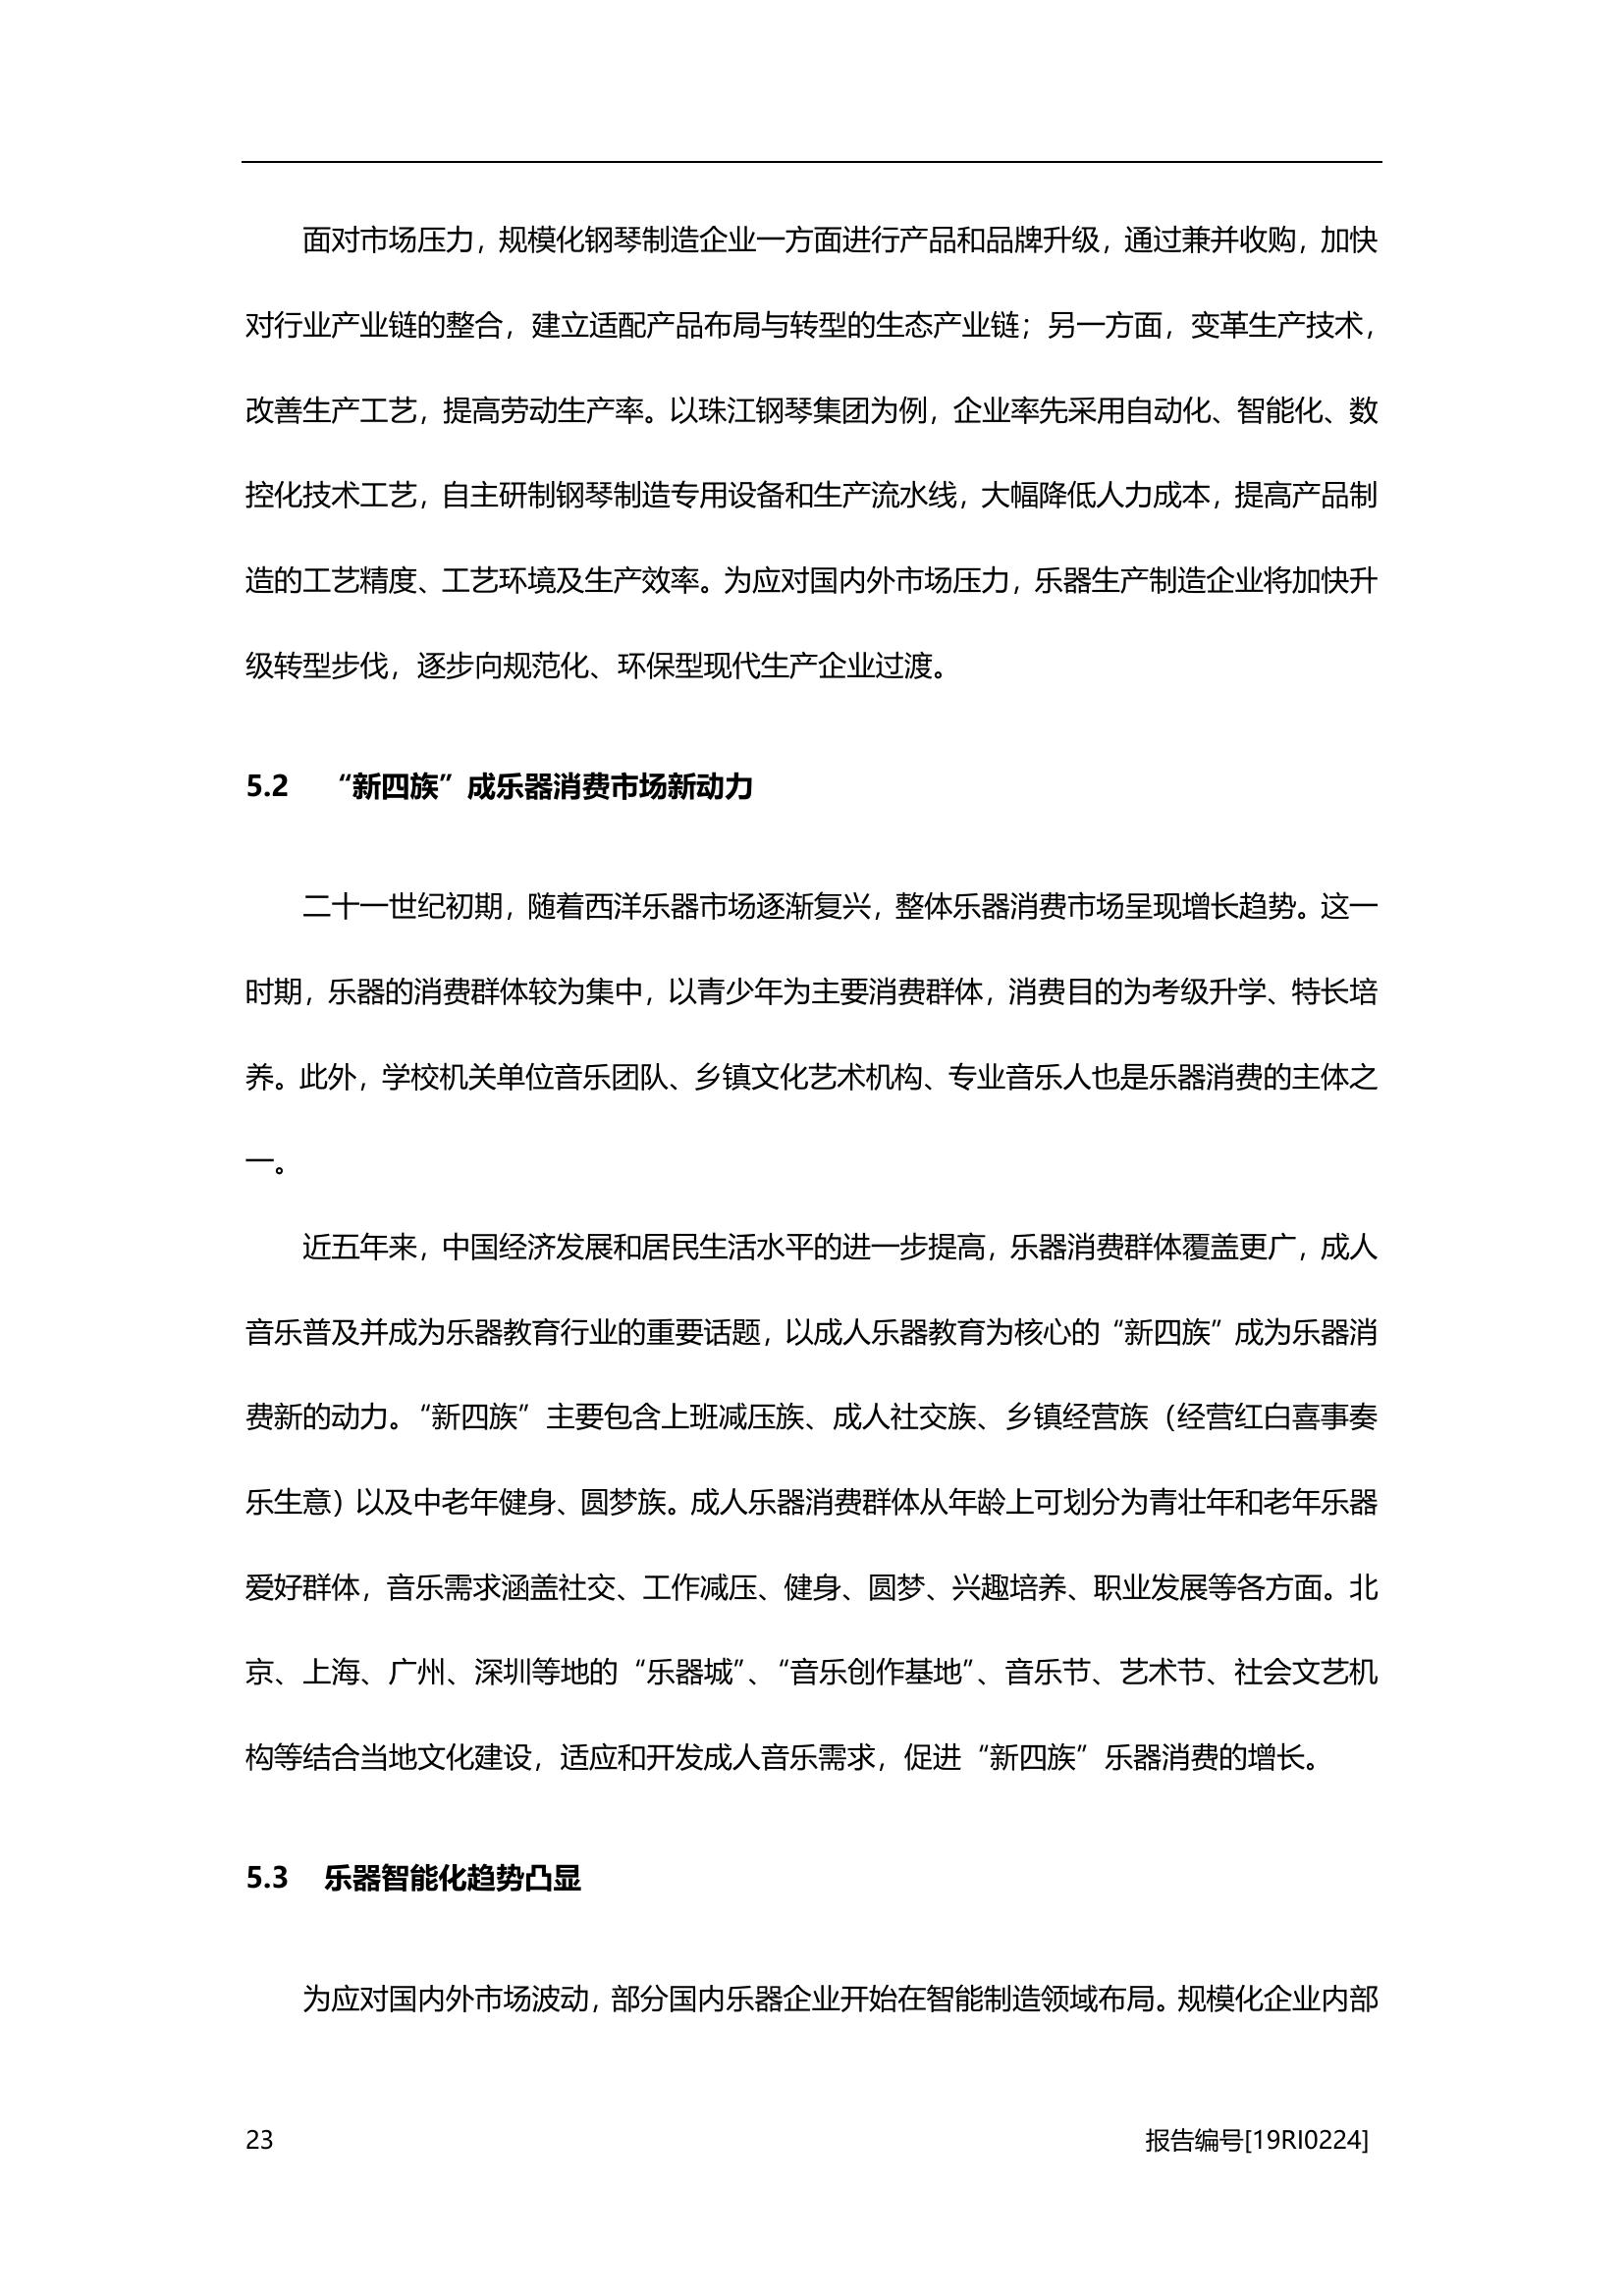 面对市场压力，规模化钢琴制造企业一方面进行产品和品牌升级，通过兼并收购，加快
对行业产业链的整合，建立适配产品布局与转型的生态产业链；另一方面，变革生产技术，
改善生产工艺，提高劳动生产率。以珠江钢琴集团为例，企业率先采用自动化、智能化、数
控化技术工艺，自主研制钢琴制造专用设备和生产流水线，大幅降低人力成本，提高产品制
造的工艺精度、工艺环境及生产效率。为应对国内外市场压力，乐器生产制造企业将加快升
级转型步伐，逐步向规范化、环保型现代生产企业过渡。
5.2 “新四族”成乐器消费市场新动力
二十一世纪初期，随着西洋乐器市场逐渐复兴，整体乐器消费市场呈现增长趋势。这一
时期，乐器的消费群体较为集中，以青少年为主要消费群体，消费目的为考级升学、特长培
养。此外，学校机关单位音乐团队、乡镇文化艺术机构、专业音乐人也是乐器消费的主体之
一。
近五年来，中国经济发展和居民生活水平的进一步提高，乐器消费群体覆盖更广，成人
音乐普及并成为乐器教育行业的重要话题，以成人乐器教育为核心的“新四族”成为乐器消
费新的动力。“新四族”主要包含上班减压族、成人社交族、乡镇经营族（经营红白喜事奏
乐生意）以及中老年健身、圆梦族。成人乐器消费群体从年龄上可划分为青壮年和老年乐器
爱好群体，音乐需求涵盖社交、工作减压、健身、圆梦、兴趣培养、职业发展等各方面。北
京、上海、广州、深圳等地的“乐器城”、“音乐创作基地”、音乐节、艺术节、社会文艺机
构等结合当地文化建设，适应和开发成人音乐需求，促进“新四族”乐器消费的增长。
5.3 乐器智能化趋势凸显
为应对国内外市场波动，部分国内乐器企业开始在智能制造领域布局。规模化企业内部
23 报告编号[19RI0224]